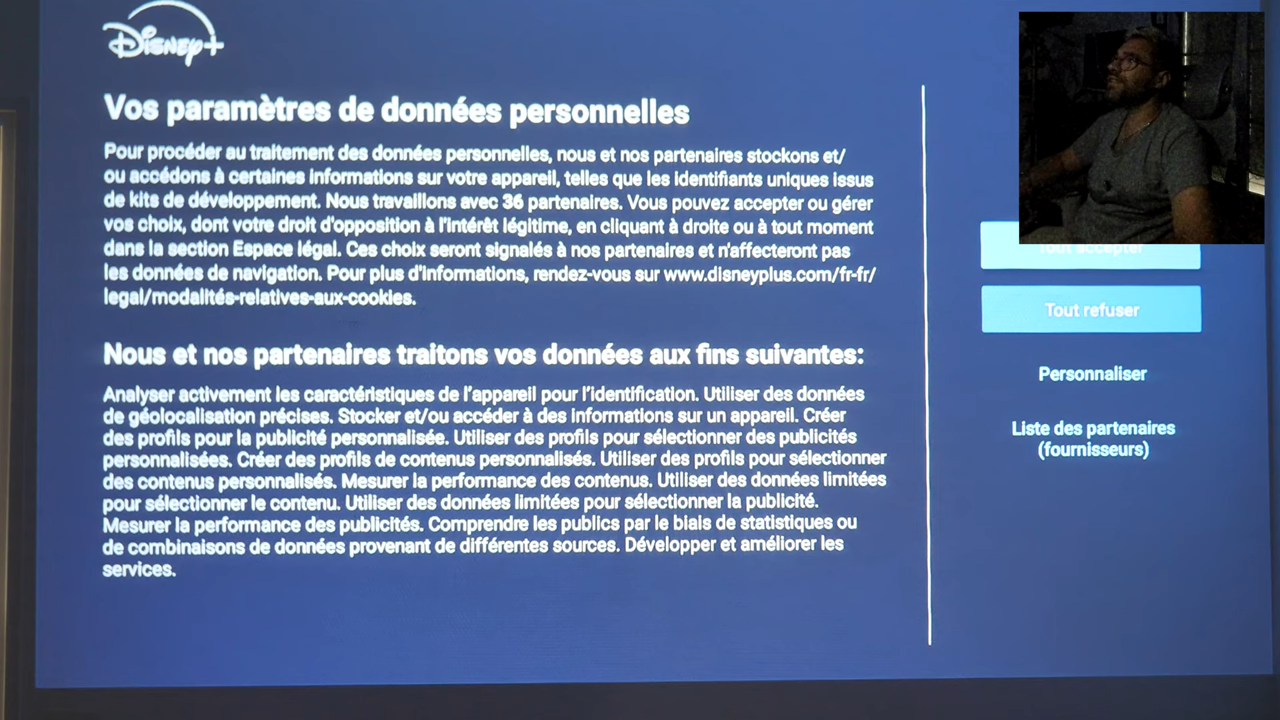 Disney+
Vos paramètres de données personnelles
Pour procéder au traitement des données personnelles, nous et nos partenaires stockons et/
ou accédons à certaines informations sur votre appareil, telles que les identifiants uniques issus
de kits de développement. Nous travaillons avec 36 partenaires. Vous pouvez accepter ou gérer
vos choix, dont votre droit d'opposition à l'intérêt légitime, en cliquant à droite ou à tout moment
dans la section Espace légal. Ces choix seront signalés à nos partenaires et n'affecteront pas
les données de navigation. Pour plus d'informations, rendez-vous sur www.disneyplus.com/fr-fr/
legal/modalités-relatives-aux-cookies.
Nous et nos partenaires traitons vos données aux fins suivantes:
Analyser activement les caractéristiques de l'appareil pour l'identification. Utiliser des données
de géolocalisation précises. Stocker et/ou accéder à des informations sur un appareil. Créer
des profils pour la publicité personnalisée. Utiliser des profils pour sélectionner des publicités
personnalisées. Créer des profils de contenus personnalisés. Utiliser des profils pour sélectionner
des contenus personnalisés. Mesurer la performance des contenus. Utiliser des données limitées
pour sélectionner le contenu. Utiliser des données limitées pour sélectionner la publicité.
Mesurer la performance des publicités. Comprendre les publics par le biais de statistiques ou
de combinaisons de données provenant de différentes sources. Développer et améliorer les
services.
Tout accepter
Tout refuser
Personnaliser
Liste des partenaires
(fournisseurs)